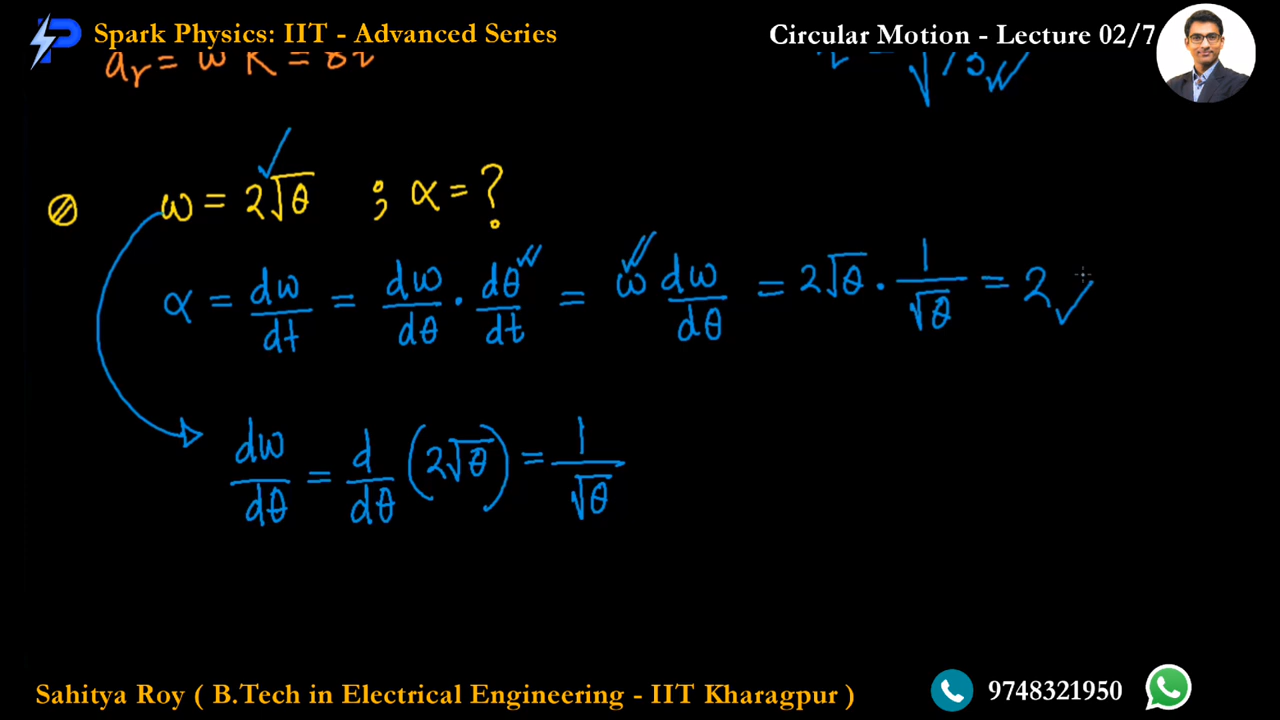 Spark Physics: IIT - Advanced Series
Circular Motion - Lecture 02/7
ω = 2√θ ; α = ?
α = dω/dt = dω/dθ · dθ/dt = ω dω/dθ = 2√θ · 1/√θ = 2
dω/dθ = d/dθ (2√θ) = 1/√θ
Sahitya Roy ( B.Tech in Electrical Engineering - IIT Kharagpur )
9748321950